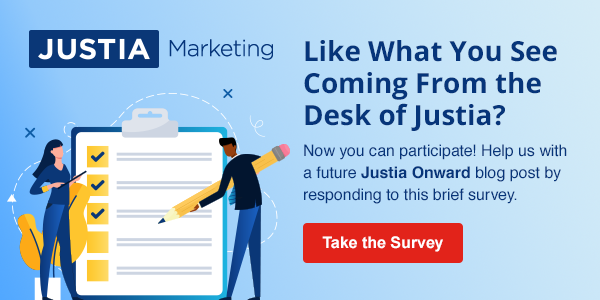 JUSTIA Marketing
Like What You See
Coming From the
Desk of Justia?
Now you can participate! Help us with
a future Justia Onward blog post by
responding to this brief survey.
Take the Survey